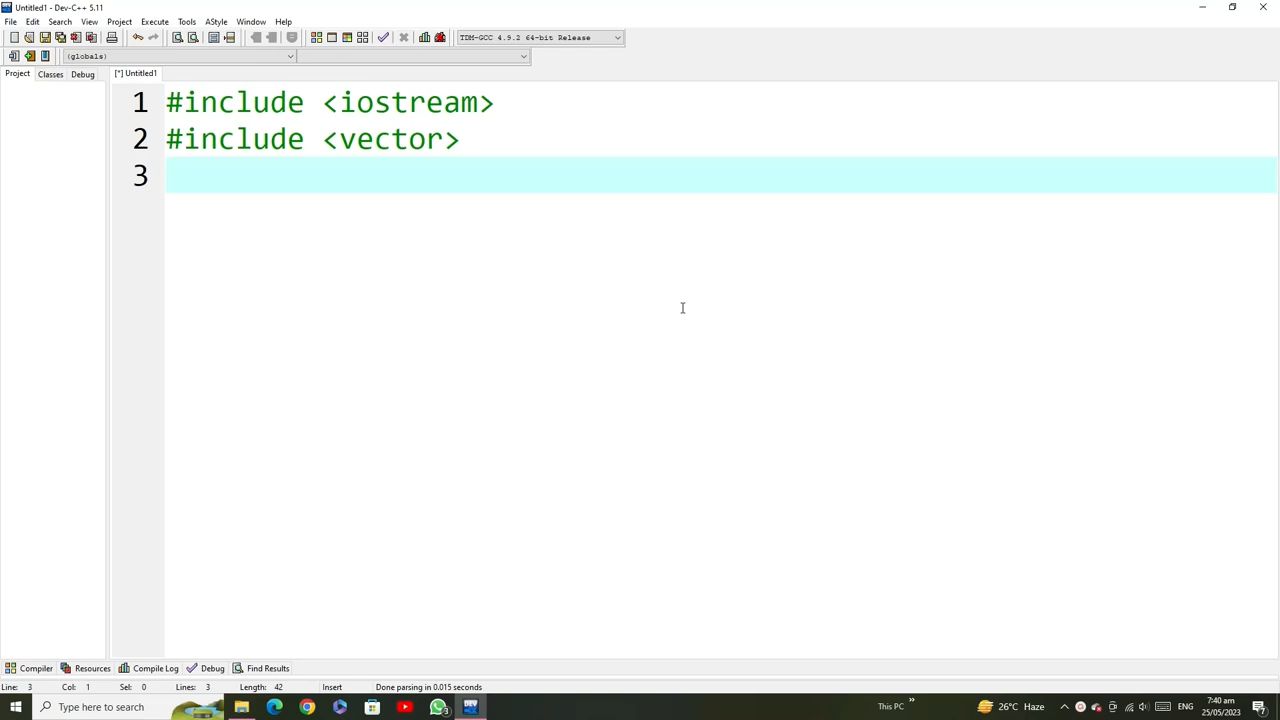 Untitled1 - Dev-C++ 5.11
File Edit Search View Project Execute Tools AStyle Window Help
TDM-GCC 4.9.2 64-bit Release
(globals)
Project Classes Debug [*] Untitled1
1 #include <iostream>
2 #include <vector>
3
Compiler Resources Compile Log Debug Find Results
Line: 3 Col: 1 Sel: 0 Lines: 3 Length: 42 Insert Done parsing in 0.015 seconds
Type here to search 3 DEV This PC » 26°C Haze ENG 7:40 am 7
25/05/2023